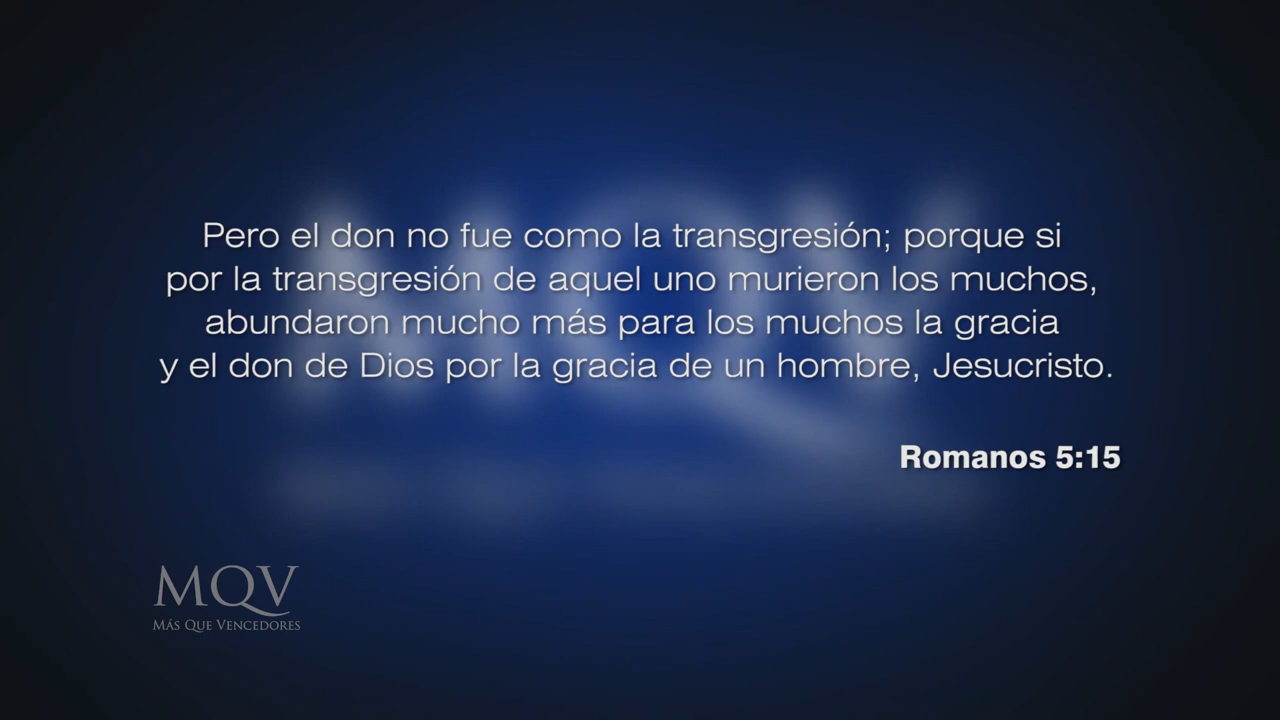 Pero el don no fue como la transgresión; porque si
por la transgresión de aquel uno murieron los muchos,
abundaron mucho más para los muchos la gracia
y el don de Dios por la gracia de un hombre, Jesucristo.
Romanos 5:15
MQV
MÁS QUE VENCEDORES